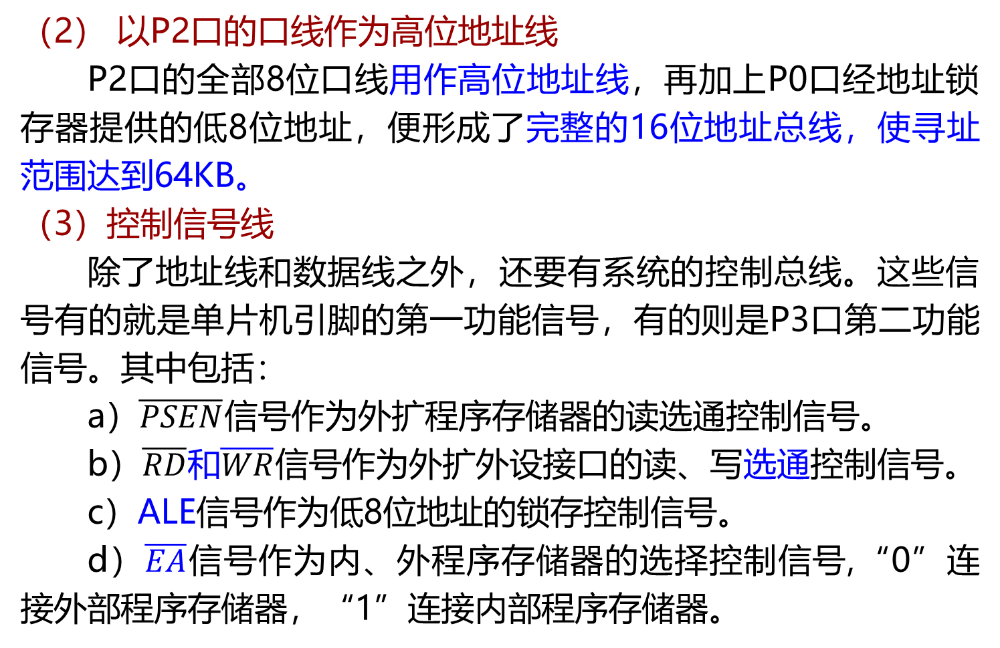 （2） 以P2口的口线作为高位地址线
P2口的全部8位口线用作高位地址线，再加上P0口经地址锁
存器提供的低8位地址，便形成了完整的16位地址总线，使寻址
范围达到64KB。
（3）控制信号线
除了地址线和数据线之外，还要有系统的控制总线。这些信
号有的就是单片机引脚的第一功能信号，有的则是P3口第二功能
信号。其中包括：
a）P̅S̅E̅N̅信号作为外扩程序存储器的读选通控制信号。
b）R̅D̅和W̅R̅信号作为外扩外设接口的读、写选通控制信号。
c）ALE信号作为低8位地址的锁存控制信号。
d）E̅A̅信号作为内、外程序存储器的选择控制信号，“0”连
接外部程序存储器，“1”连接内部程序存储器。